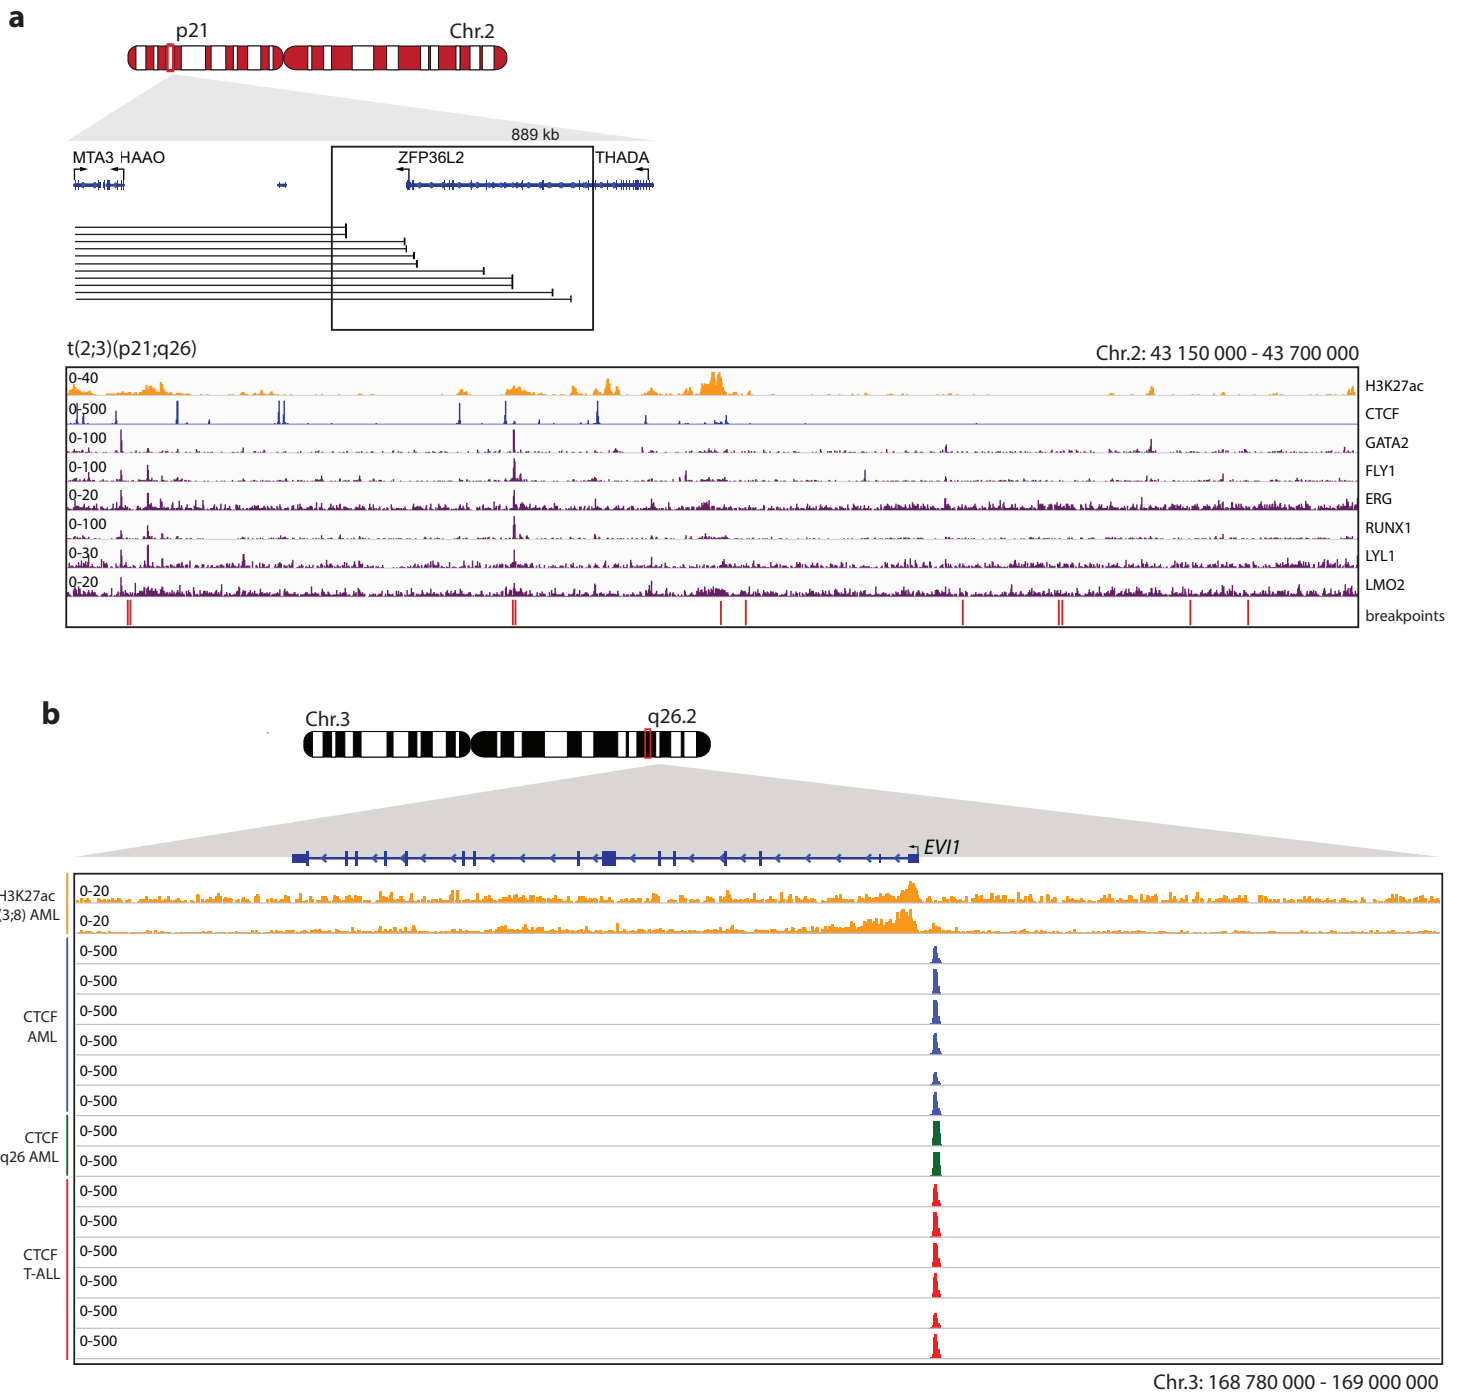 a
p21
Chr.2
889 kb
MTA3 HAAO
ZFP36L2
THADA
t(2;3)(p21;q26)
Chr.2: 43 150 000 - 43 700 000
0-40
H3K27ac
0-500
CTCF
0-100
GATA2
0-100
FLY1
0-20
ERG
0-100
RUNX1
0-30
LYL1
0-20
LMO2
breakpoints
b
Chr.3
q26.2
EVI1
H3K27ac
(3;8) AML
0-20
0-20
CTCF
AML
0-500
0-500
0-500
0-500
0-500
0-500
CTCF
q26 AML
0-500
0-500
CTCF
T-ALL
0-500
0-500
0-500
0-500
0-500
0-500
Chr.3: 168 780 000 - 169 000 000